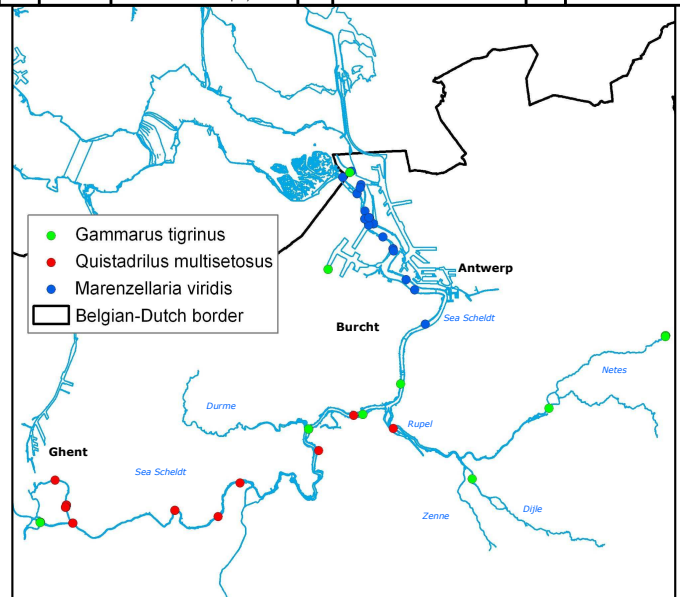 Gammarus tigrinus
Quistadrilus multisetosus
Marenzellaria viridis
Belgian-Dutch border
Antwerp
Sea Scheldt
Burcht
Netes
Durme
Rupel
Ghent
Sea Scheldt
Zenne
Dijle